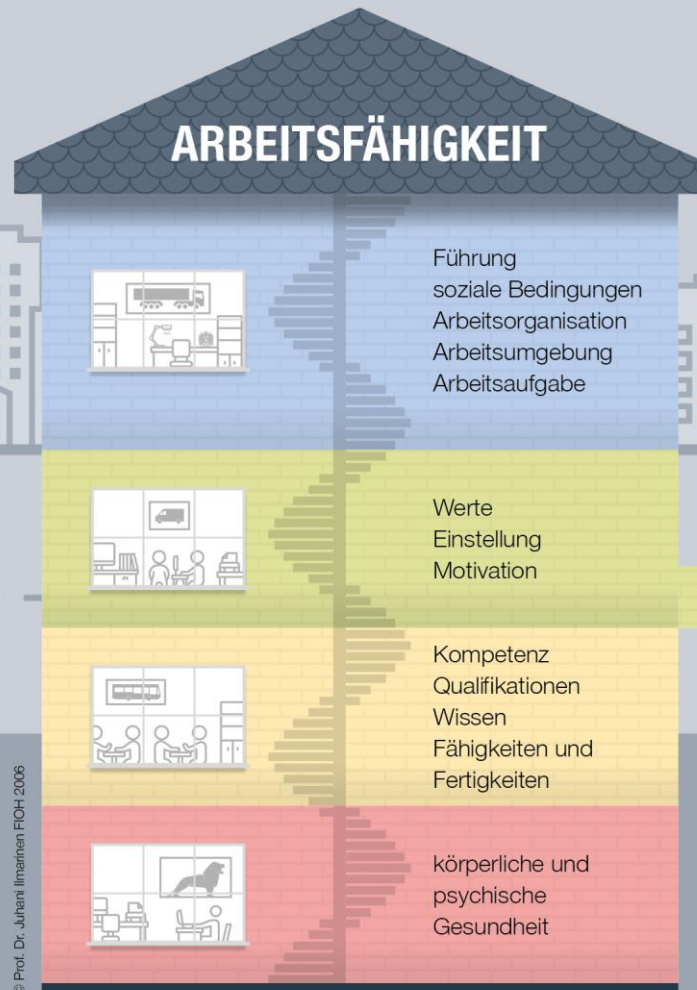 ARBEITSFÄHIGKEIT
Führung
soziale Bedingungen
Arbeitsorganisation
Arbeitsumgebung
Arbeitsaufgabe
Werte
Einstellung
Motivation
Kompetenz
Qualifikationen
Wissen
Fähigkeiten und
Fertigkeiten
körperliche und
psychische
Gesundheit
© Prof. Dr. Juhani Ilmarinen FIOH 2006